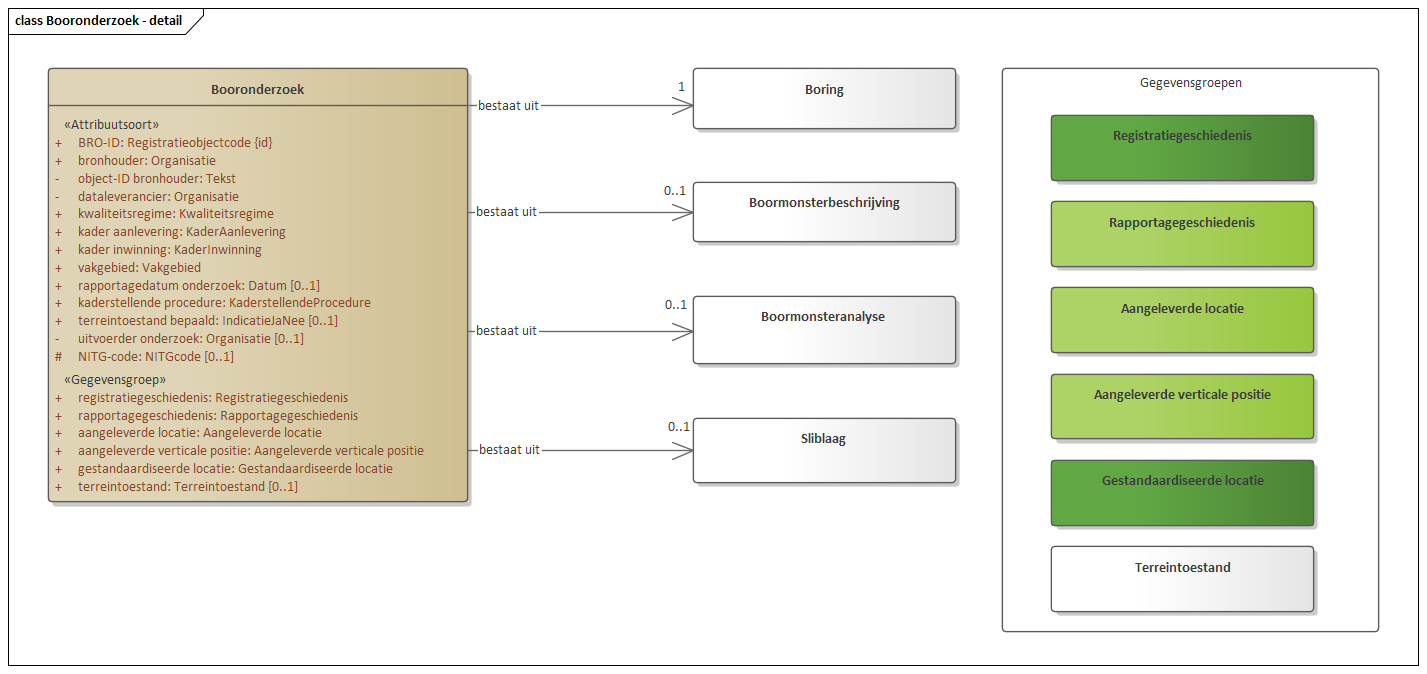 class Booronderzoek - detail
Booronderzoek
«Attribuutsoort»
+ BRO-ID: Registratieobjectcode {id}
+ bronhouder: Organisatie
- object-ID bronhouder: Tekst
- dataleverancier: Organisatie
+ kwaliteitsregime: Kwaliteitsregime
+ kader aanlevering: KaderAanlevering
+ kader inwinning: KaderInwinning
+ vakgebied: Vakgebied
+ rapportagedatum onderzoek: Datum [0..1]
+ kaderstellende procedure: KaderstellendeProcedure
+ terreintoestand bepaald: IndicatieJaNee [0..1]
- uitvoerder onderzoek: Organisatie [0..1]
# NITG-code: NITGcode [0..1]
«Gegevensgroep»
+ registratiegeschiedenis: Registratiegeschiedenis
+ rapportagegeschiedenis: Rapportagegeschiedenis
+ aangeleverde locatie: Aangeleverde locatie
+ aangeleverde verticale positie: Aangeleverde verticale positie
+ gestandaardiseerde locatie: Gestandaardiseerde locatie
+ terreintoestand: Terreintoestand [0..1]
bestaat uit
1
Boring
bestaat uit
0..1
Boormonsterbeschrijving
bestaat uit
0..1
Boormonsteranalyse
bestaat uit
0..1
Sliblaag
Gegevensgroepen
Registratiegeschiedenis
Rapportagegeschiedenis
Aangeleverde locatie
Aangeleverde verticale positie
Gestandaardiseerde locatie
Terreintoestand